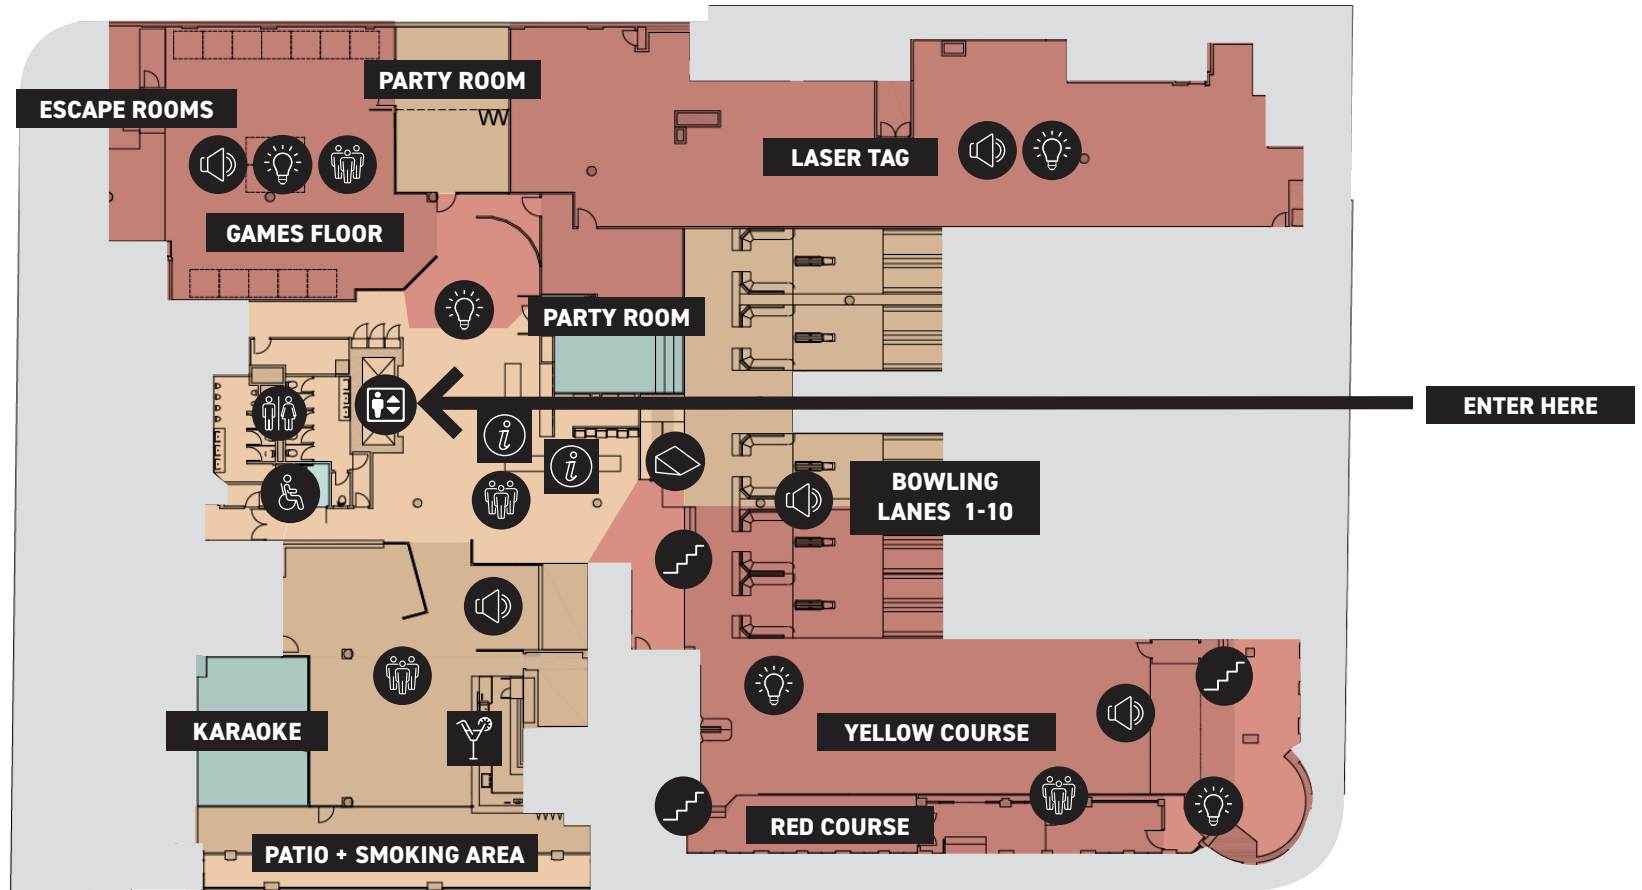 PARTY ROOM
ESCAPE ROOMS
LASER TAG
GAMES FLOOR
PARTY ROOM
ENTER HERE
i
i
BOWLING
LANES 1-10
KARAOKE
YELLOW COURSE
RED COURSE
PATIO + SMOKING AREA